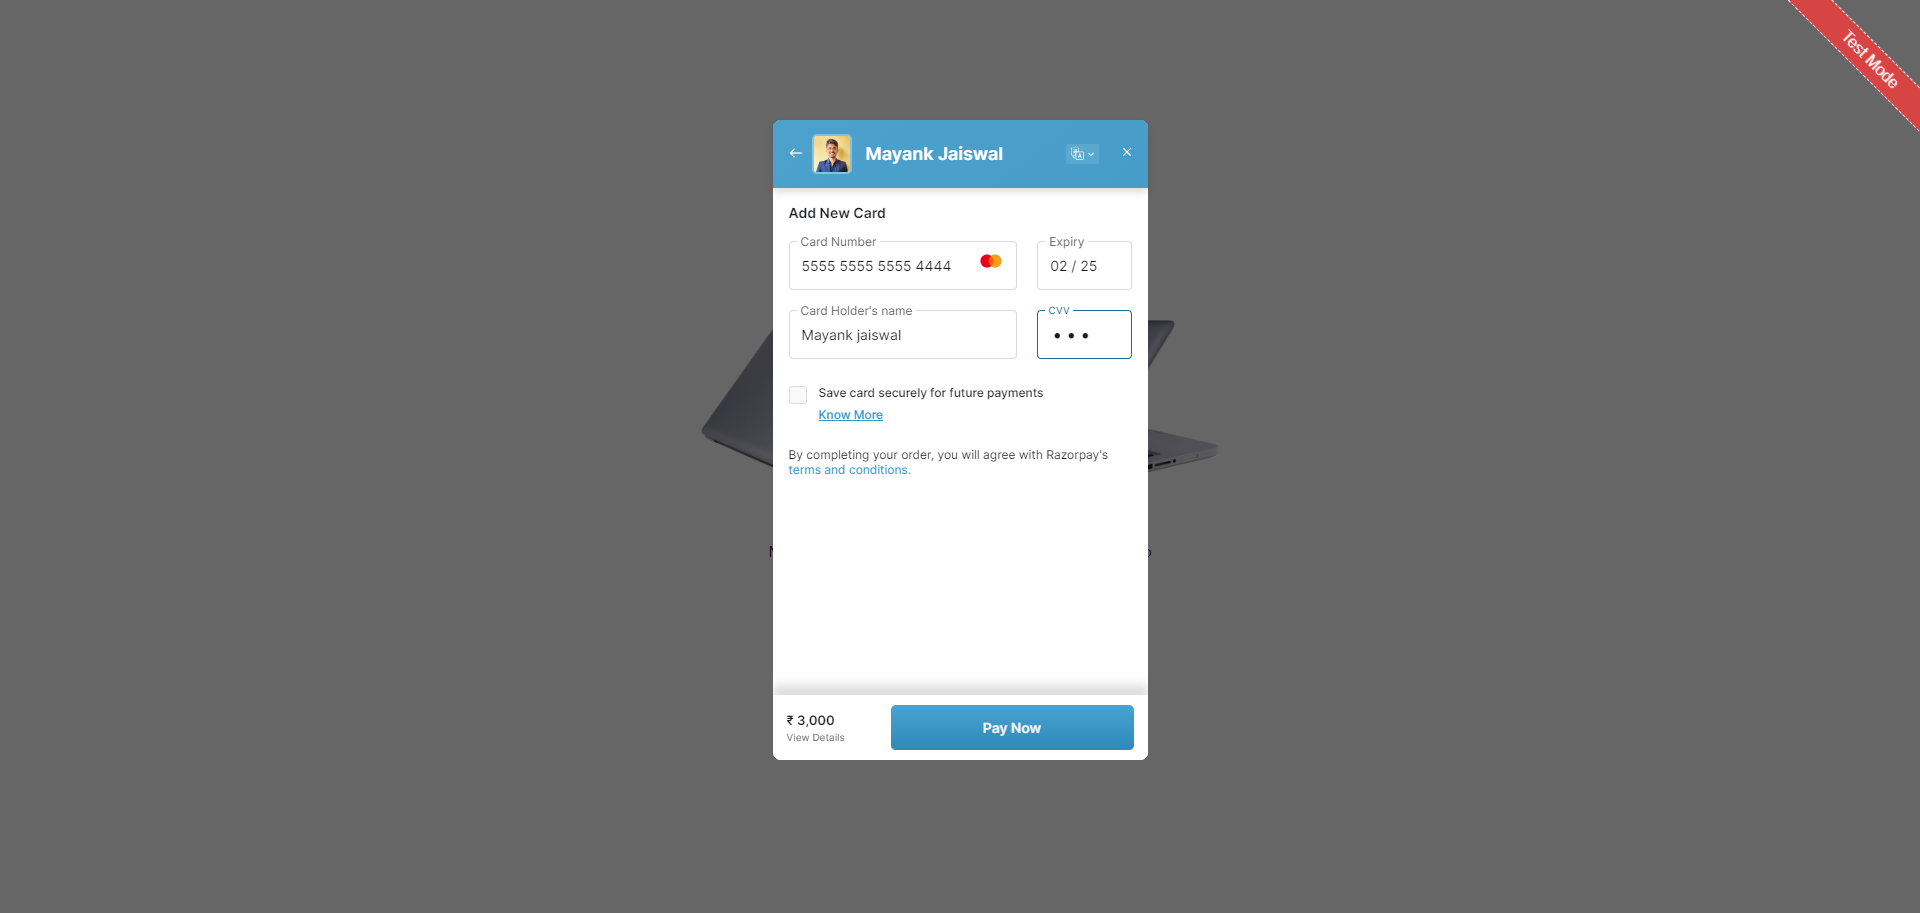 Test Mode
Mayank Jaiswal
Add New Card
Card Number
5555 5555 5555 4444
Expiry
02 / 25
Card Holder's name
Mayank jaiswal
CVV
Save card securely for future payments
Know More
By completing your order, you will agree with Razorpay's
terms and conditions.
₹ 3,000
View Details
Pay Now